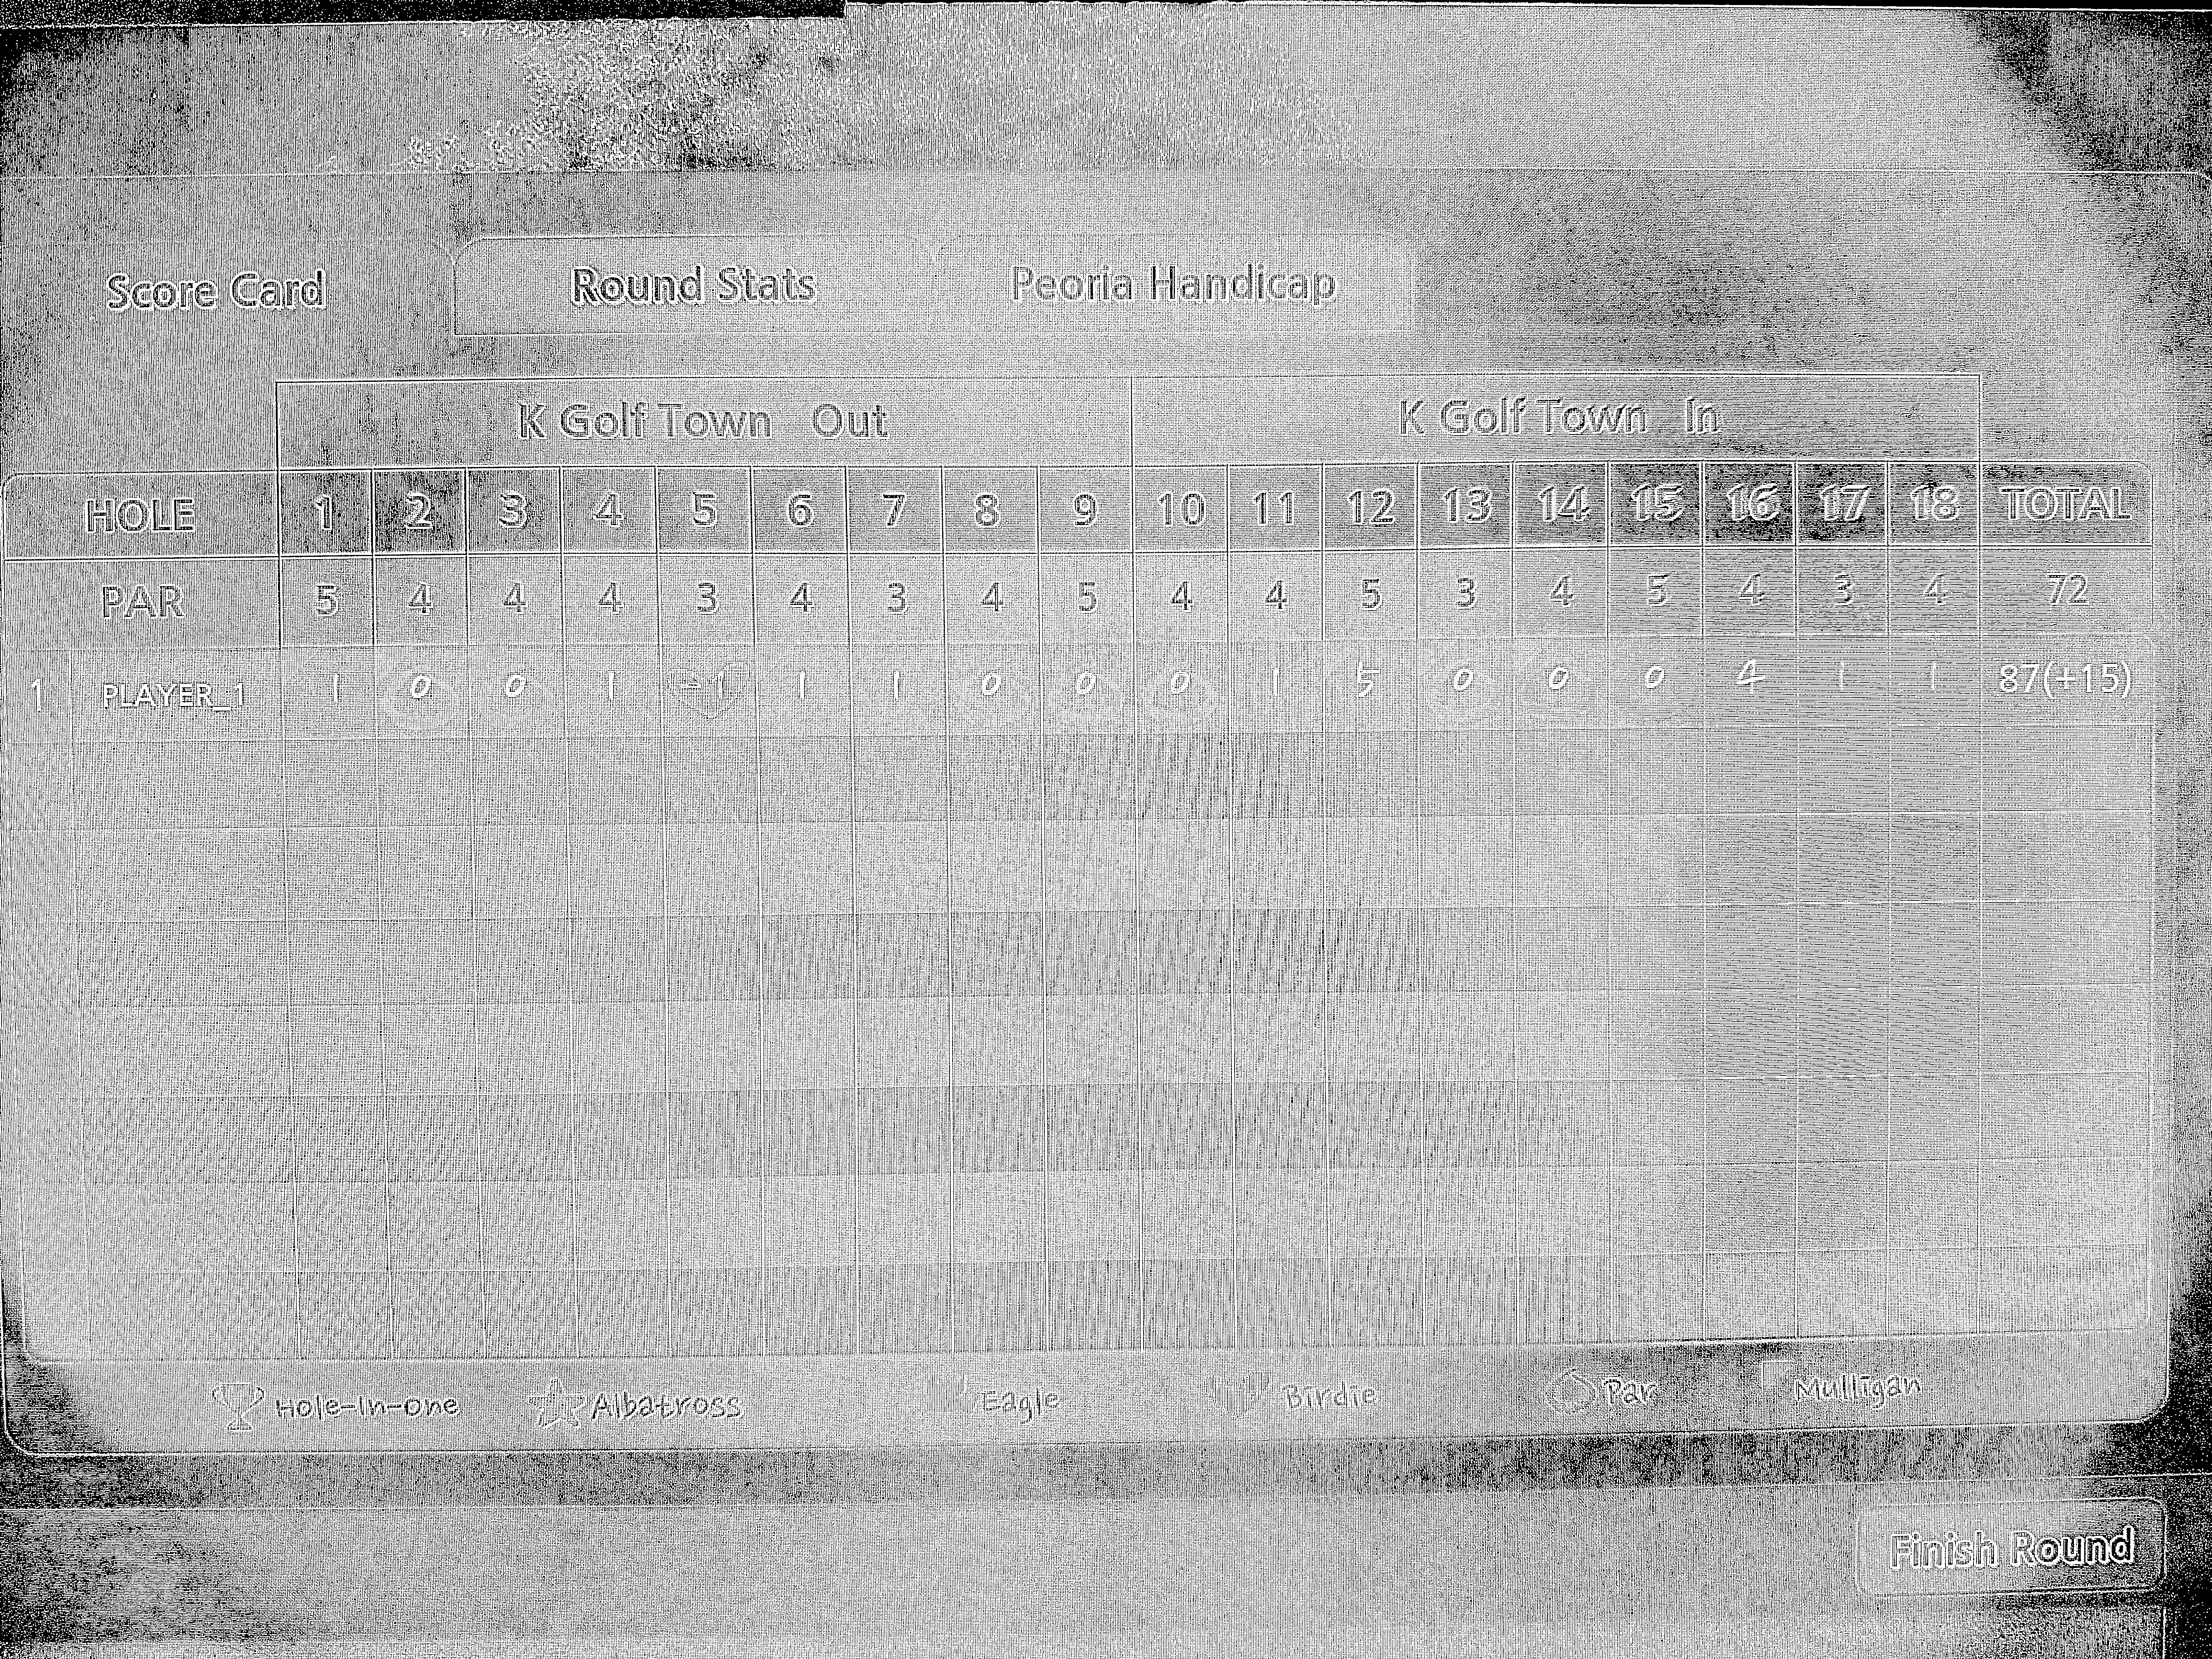 Score Card Round Stats Peoria Handicap
K Golf Town Out K Golf Town In
HOLE 1 2 3 4 5 6 7 8 9 10 11 12 13 14 15 16 17 18 TOTAL
PAR 5 4 4 4 3 4 3 4 5 4 4 5 3 4 5 4 3 4 72
1 PLAYER_1 1 0 0 1 -1 1 1 0 0 0 1 5 0 0 0 4 1 1 87(+15)
Hole-In-one Albatross Eagle Birdie Par Mulligan
Finish Round